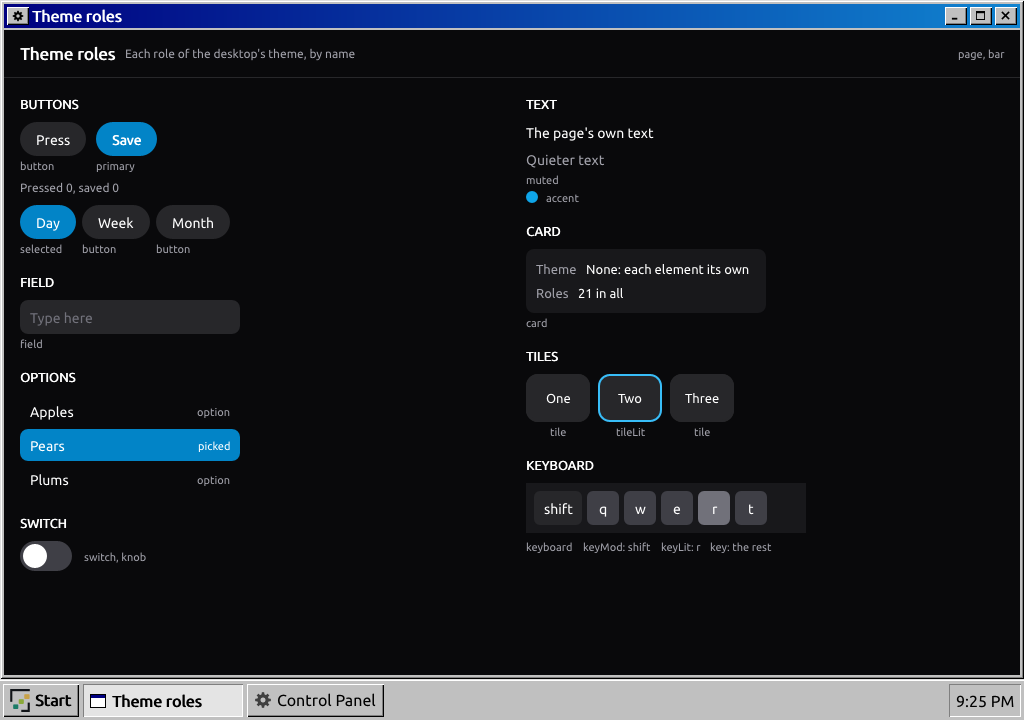 Theme roles
Theme roles Each role of the desktop's theme, by name page, bar
BUTTONS
Press Save
button primary
Pressed 0, saved 0
Day Week Month
selected button button
FIELD
Type here
field
OPTIONS
Apples option
Pears picked
Plums option
SWITCH
switch, knob
TEXT
The page's own text
Quieter text
muted
accent
CARD
Theme None: each element its own
Roles 21 in all
card
TILES
One Two Three
tile tileLit tile
KEYBOARD
shift q w e r t
keyboard keyMod: shift keyLit: r key: the rest
Start Theme roles Control Panel 9:25 PM